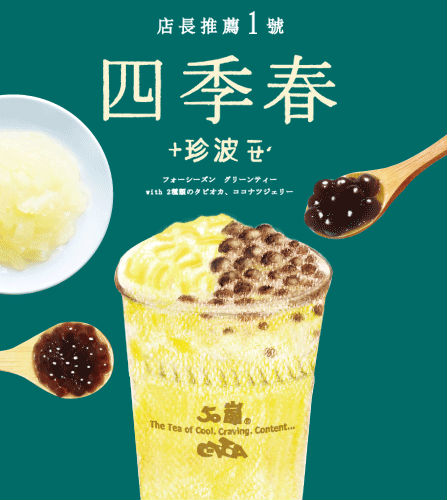 店長推薦1號
四季春
+珍波ㄝˊ
フォーシーズン グリーンティー
with 2種類のタピオカ、ココナツジェリー
50嵐®
The Tea of Cool. Craving. Content...